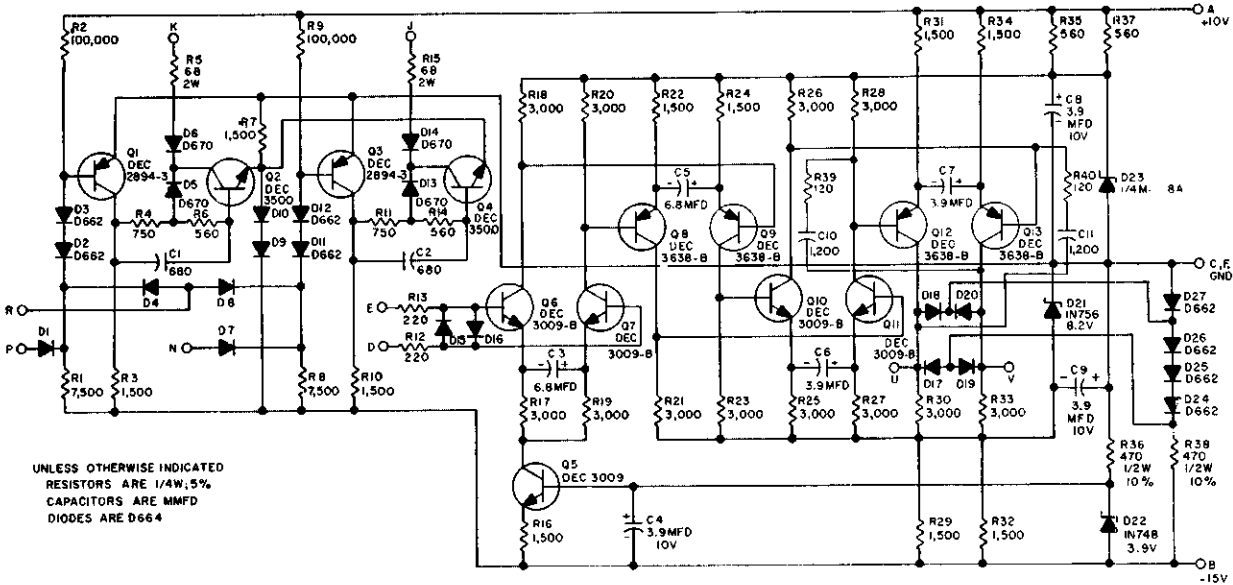 R2
100,000
K
R5
68
2W
R9
100,000
J
R15
68
2W
R31
1,500
R34
1,500
R35
560
R37
560
A
+10V
R7
1,500
D6
D670
D14
D670
Q1
DEC
2894-3
Q2
DEC
3500
Q3
DEC
2894-3
D5
D670
D13
D670
Q4
DEC
3500
D10
D9
D3
D662
D2
D662
R4
750
R6
560
D12
D662
D11
D662
R11
750
R14
560
C1
680
C2
680
D4
D8
R
D1
P
D7
N
R1
7,500
R3
1,500
R8
7,500
R10
1,500
R18
3,000
R20
3,000
R22
1,500
R24
1,500
R26
3,000
R28
3,000
C8
3.9
MFD
10V
D23
1/4M-
8A
C5
6.8MFD
R39
120
C7
3.9MFD
R40
120
Q8
DEC
3638-B
Q9
DEC
3638-B
C10
1,200
Q12
DEC
3638-B
Q13
DEC
3638-B
C11
1,200
C,F,
GND
E
R13
220
D
R12
220
D15
D16
Q6
DEC
3009-B
Q7
DEC
3009-B
Q10
DEC
3009-B
Q11
DEC
3009-B
D18
D20
D21
IN756
8.2V
D27
D662
D26
D662
D25
D662
D24
D662
C3
6.8MFD
C6
3.9MFD
U
D17
D19
V
C9
3.9
MFD
10V
R17
3,000
R19
3,000
R21
3,000
R23
3,000
R25
3,000
R27
3,000
R30
3,000
R33
3,000
R36
470
1/2W
10%
R38
470
1/2W
10%
UNLESS OTHERWISE INDICATED
RESISTORS ARE 1/4W; 5%
CAPACITORS ARE MMFD
DIODES ARE D664
Q5
DEC 3009
R16
1,500
C4
3.9MFD
10V
R29
1,500
R32
1,500
D22
IN748
3.9V
B
-15V